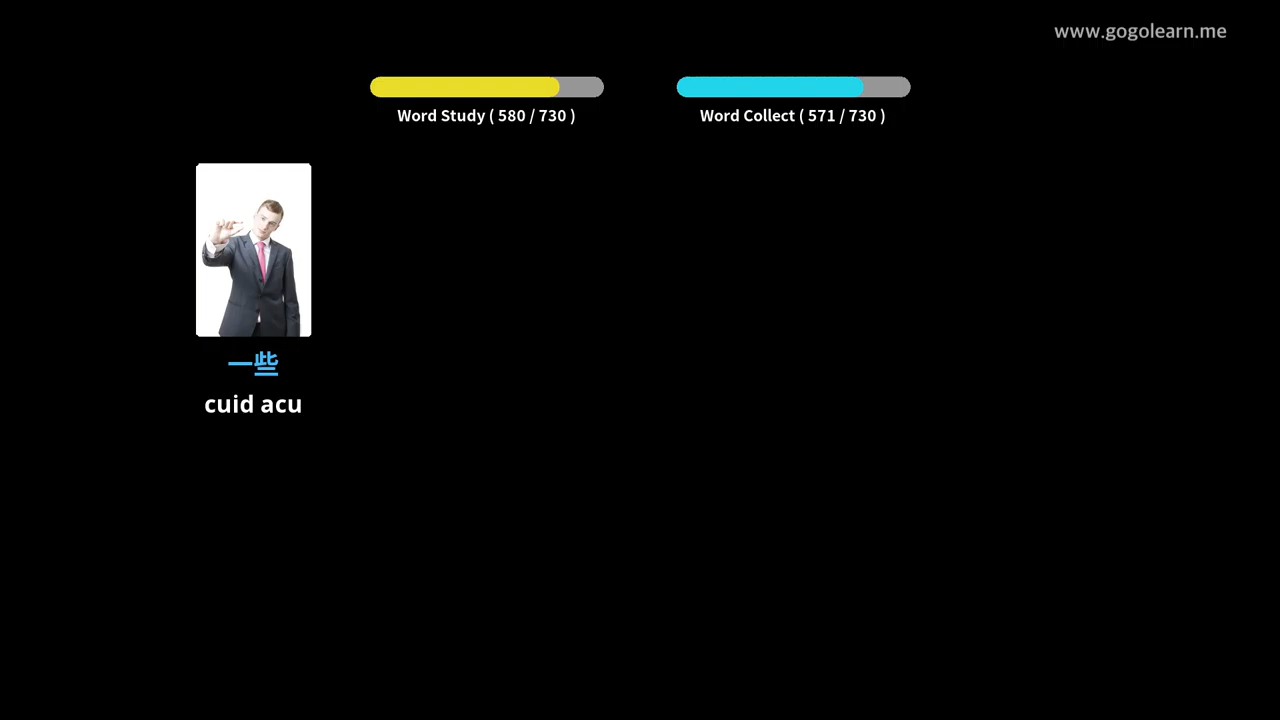 www.gogolearn.me
Word Study ( 580 / 730 )
Word Collect ( 571 / 730 )
一些
cuid acu